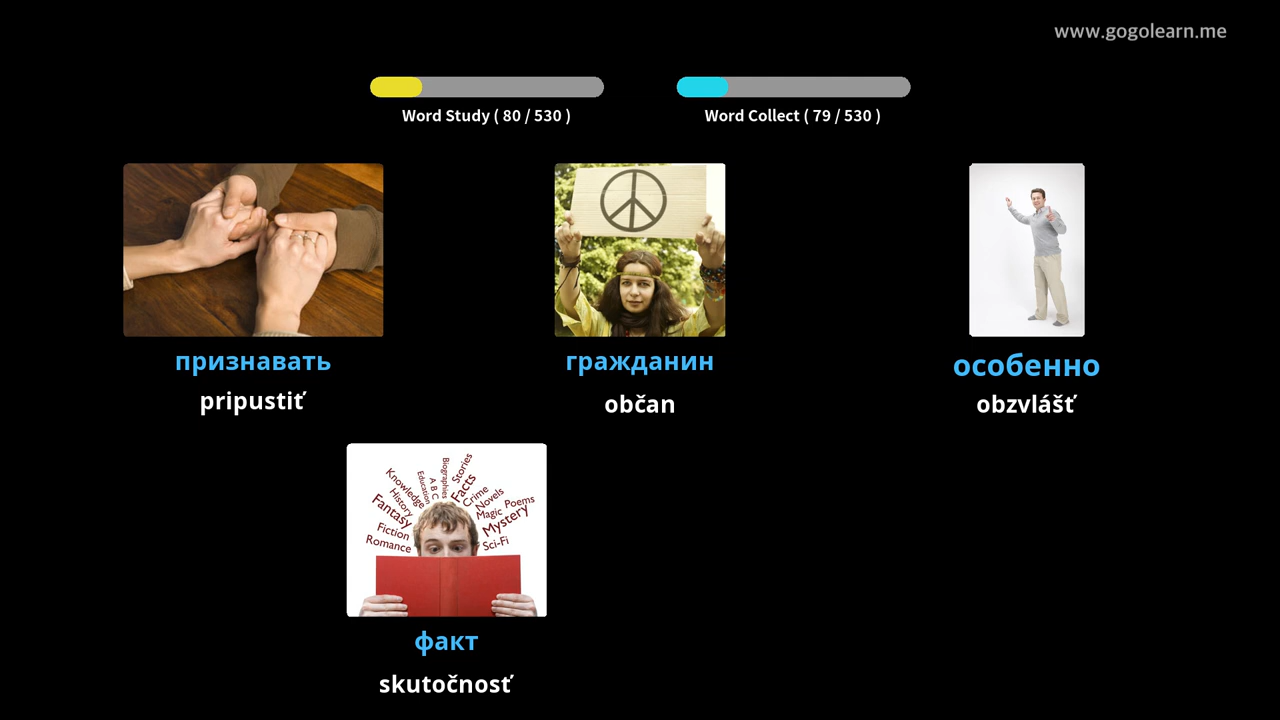 www.gogolearn.me
Word Study ( 80 / 530 )
Word Collect ( 79 / 530 )
признавать
pripustiť
гражданин
občan
особенно
obzvlášť
Stories
Biographies
Facts
A B C
Education
Knowledge
Crime
History
Novels
Fantasy
Magic
Poems
Mystery
Fiction
Romance
Sci-Fi
факт
skutočnosť